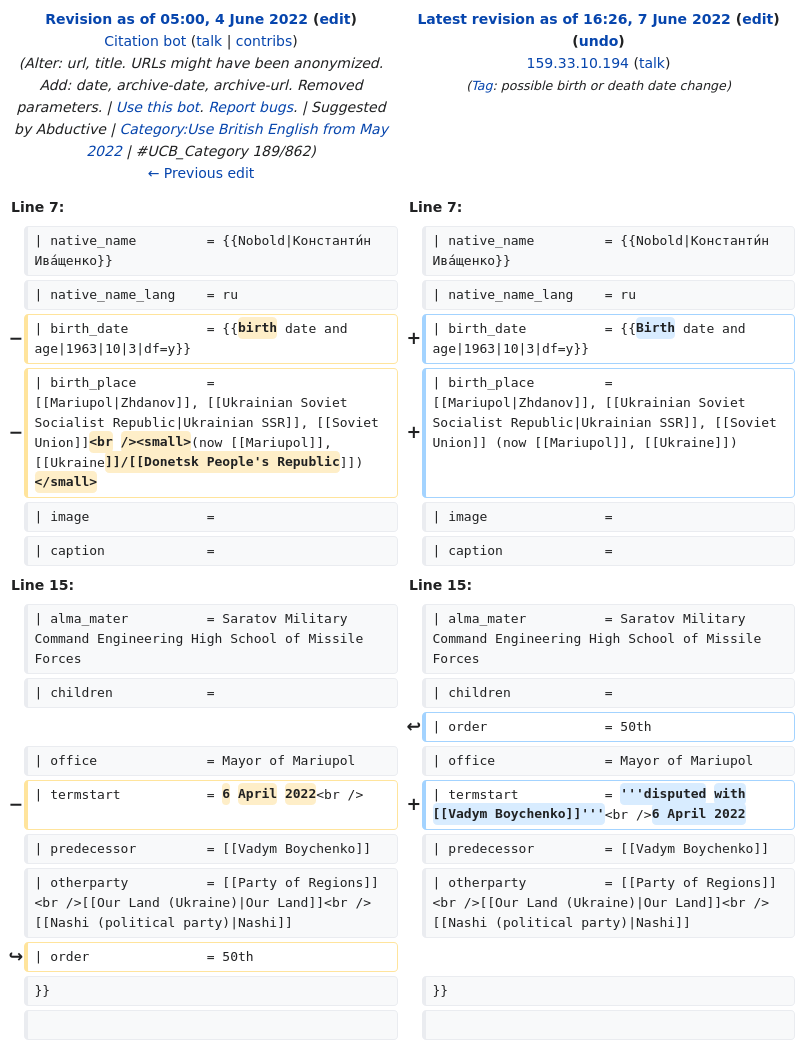 Revision as of 05:00, 4 June 2022 (edit)
Citation bot (talk | contribs)
(Alter: url, title. URLs might have been anonymized.
Add: date, archive-date, archive-url. Removed
parameters. | Use this bot. Report bugs. | Suggested
by Abductive | Category:Use British English from May
2022 | #UCB_Category 189/862)
← Previous edit
Latest revision as of 16:26, 7 June 2022 (edit)
(undo)
159.33.10.194 (talk)
(Tag: possible birth or death date change)
Line 7:
Line 7:
| native_name         = {{Nobold|Константи́н
Ива́щенко}}
| native_name         = {{Nobold|Константи́н
Ива́щенко}}
| native_name_lang    = ru
| native_name_lang    = ru
− | birth_date          = {{birth date and
age|1963|10|3|df=y}}
+ | birth_date          = {{Birth date and
age|1963|10|3|df=y}}
− | birth_place         =
[[Mariupol|Zhdanov]], [[Ukrainian Soviet
Socialist Republic|Ukrainian SSR]], [[Soviet
Union]]<br /><small>(now [[Mariupol]],
[[Ukraine]]/[[Donetsk People's Republic]])
</small>
+ | birth_place         =
[[Mariupol|Zhdanov]], [[Ukrainian Soviet
Socialist Republic|Ukrainian SSR]], [[Soviet
Union]] (now [[Mariupol]], [[Ukraine]])
| image               =
| image               =
| caption             =
| caption             =
Line 15:
Line 15:
| alma_mater          = Saratov Military
Command Engineering High School of Missile
Forces
| alma_mater          = Saratov Military
Command Engineering High School of Missile
Forces
| children            =
| children            =
↩ | order               = 50th
| office              = Mayor of Mariupol
| office              = Mayor of Mariupol
− | termstart           = 6 April 2022<br />
+ | termstart           = '''disputed with
[[Vadym Boychenko]]'''<br />6 April 2022
| predecessor         = [[Vadym Boychenko]]
| predecessor         = [[Vadym Boychenko]]
| otherparty          = [[Party of Regions]]
<br />[[Our Land (Ukraine)|Our Land]]<br />
[[Nashi (political party)|Nashi]]
| otherparty          = [[Party of Regions]]
<br />[[Our Land (Ukraine)|Our Land]]<br />
[[Nashi (political party)|Nashi]]
↪ | order               = 50th
}}
}}